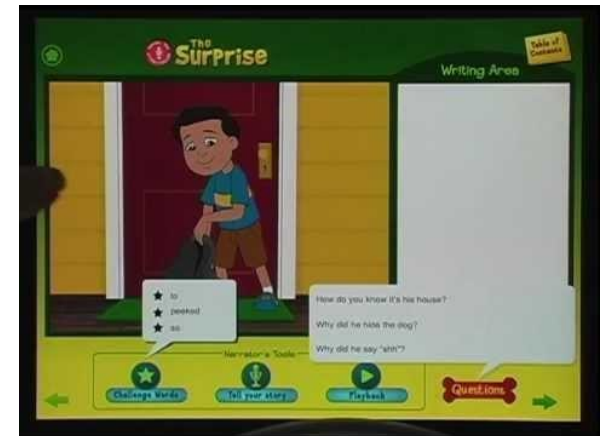 The
Surprise
Table of
Contents
Writing Area
to
peeked
so
How do you know it's his house?
Why did he hide the dog?
Why did he say "shh"?
Narrator's Tools
Challenge Words
Tell your story
Playback
Questions